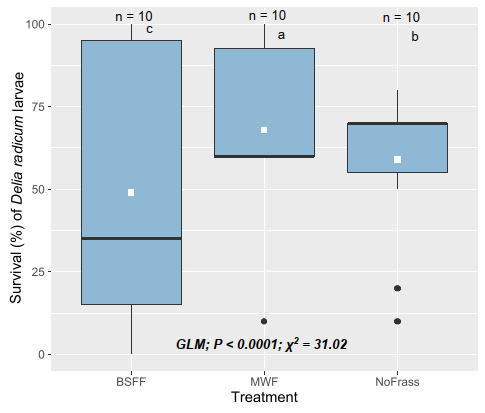 n = 10
n = 10
n = 10
c
a
b
100
75
50
25
0
Survival (%) of Delia radicum larvae
GLM; P < 0.0001; χ² = 31.02
BSFF
MWF
NoFrass
Treatment